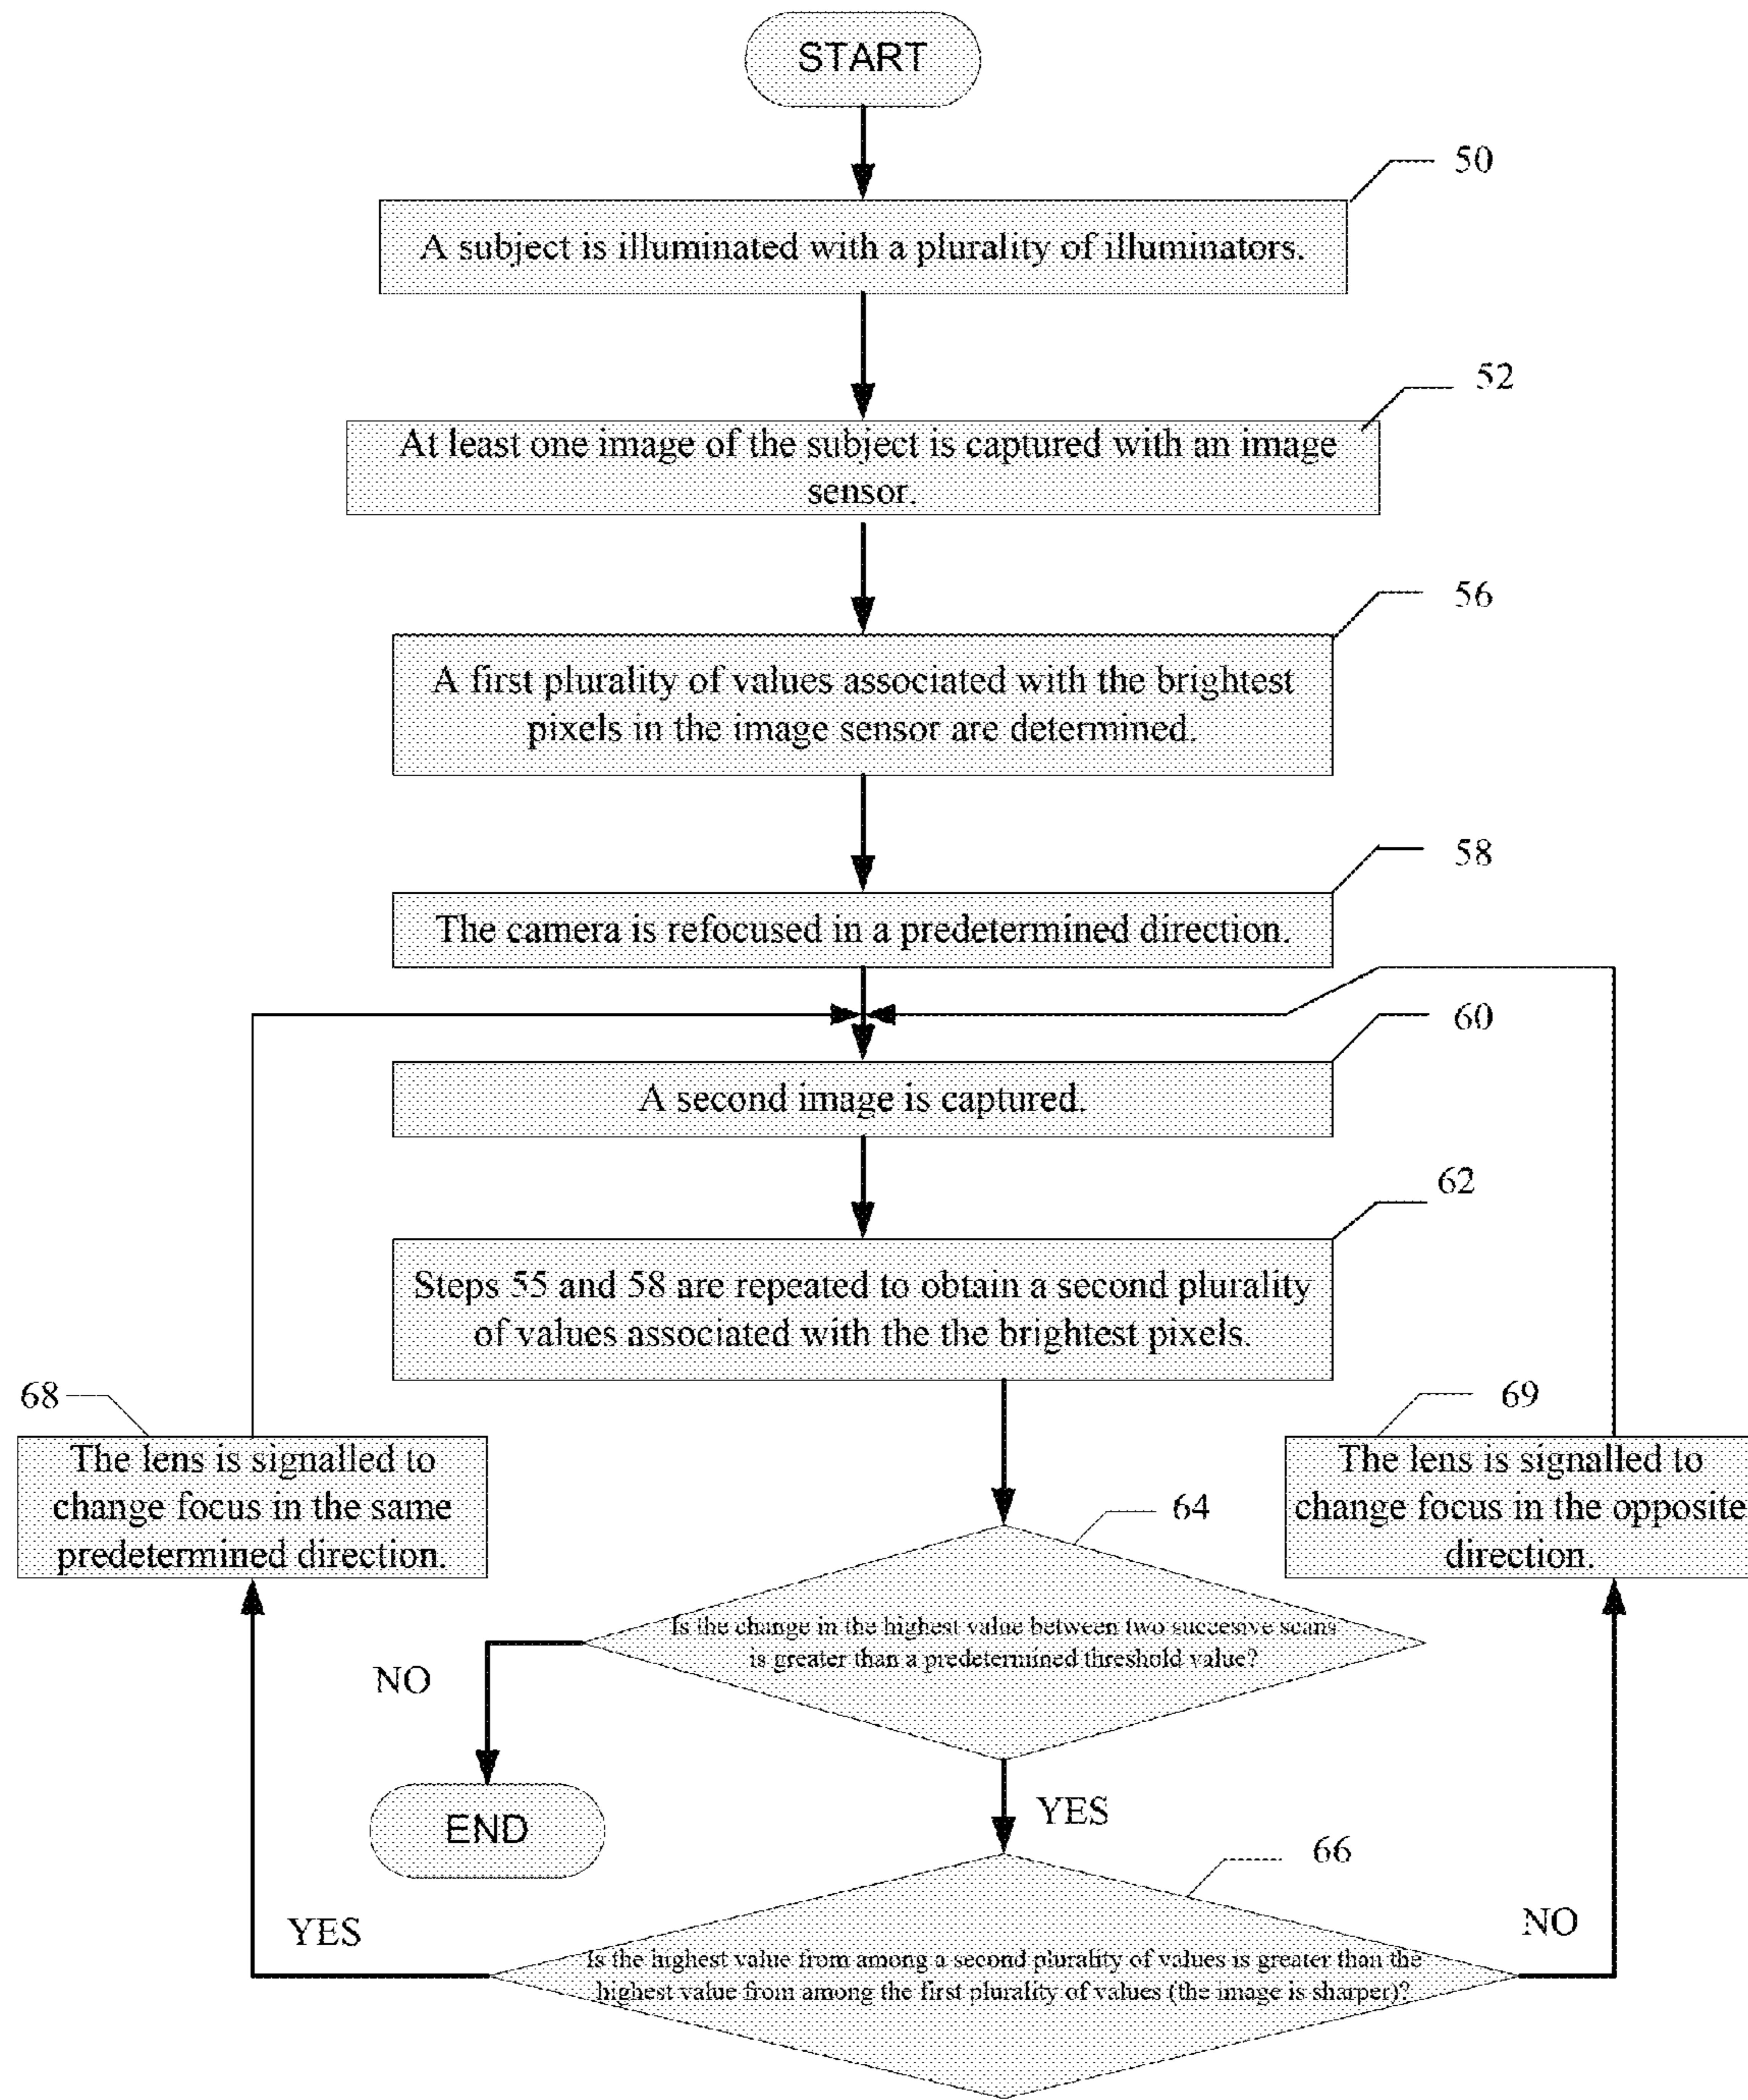 START
50
A subject is illuminated with a plurality of illuminators.
52
At least one image of the subject is captured with an image
sensor.
56
A first plurality of values associated with the brightest
pixels in the image sensor are determined.
58
The camera is refocused in a predetermined direction.
60
A second image is captured.
62
Steps 55 and 58 are repeated to obtain a second plurality
of values associated with the the brightest pixels.
68
The lens is signalled to
change focus in the same
predetermined direction.
69
The lens is signalled to
change focus in the opposite
direction.
64
Is the change in the highest value between two succesive scans
is greater than a predetermined threshold value?
NO
END
YES
66
YES
NO
Is the highest value from among a second plurality of values is greater than the
highest value from among the first plurality of values (the image is sharper)?